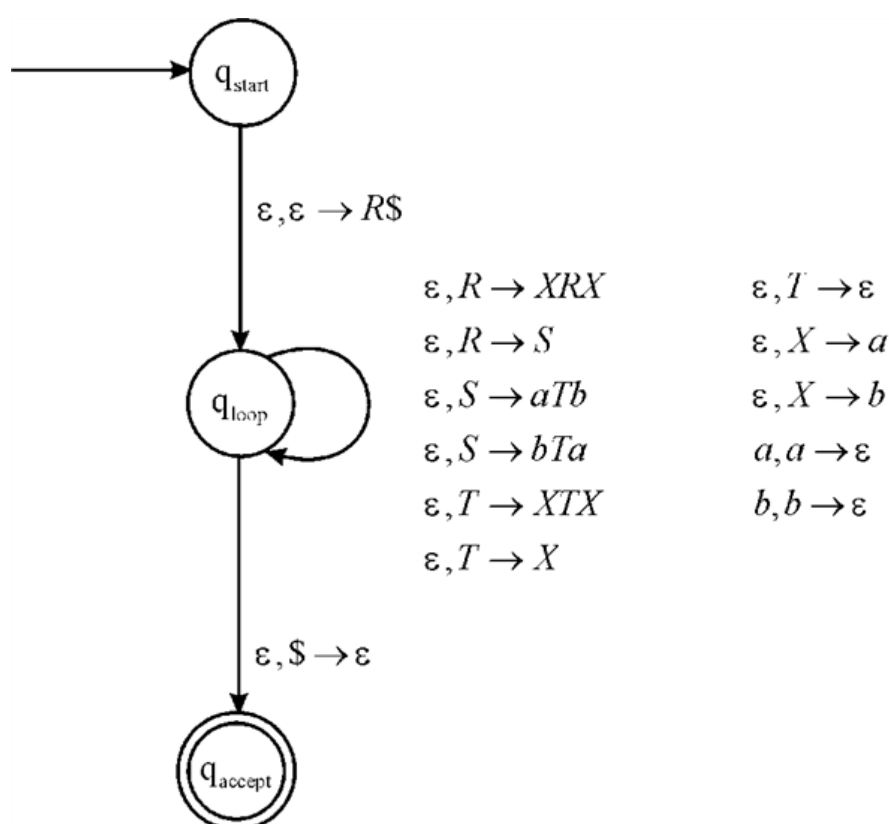 q_start
ε,ε → R$
ε,R → XRX
ε,T → ε
ε,R → S
ε,X → a
q_loop
ε,S → aTb
ε,X → b
ε,S → bTa
a,a → ε
ε,T → XTX
b,b → ε
ε,T → X
ε,$ → ε
q_accept